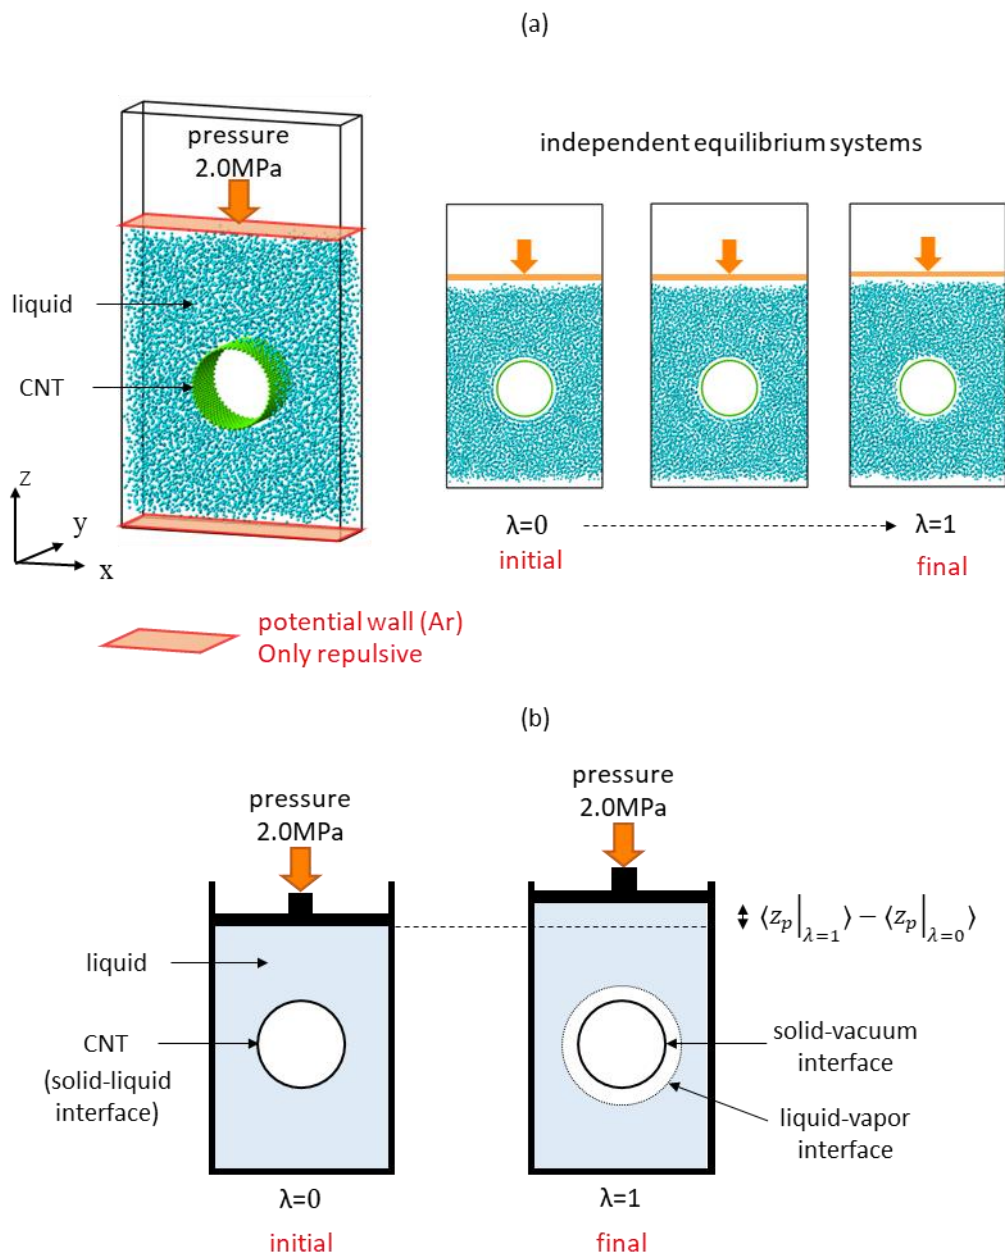 (a)
pressure
2.0MPa
independent equilibrium systems
liquid
CNT
z
y
x
λ=0
λ=1
initial
final
potential wall (Ar)
Only repulsive
(b)
pressure
2.0MPa
pressure
2.0MPa
⟨z_p|_{λ=1}⟩ − ⟨z_p|_{λ=0}⟩
liquid
CNT
(solid-liquid
interface)
solid-vacuum
interface
liquid-vapor
interface
λ=0
λ=1
initial
final